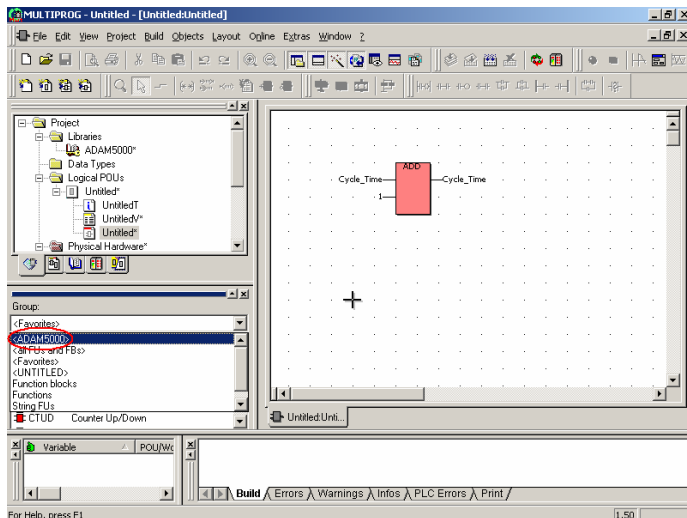 MULTIPROG - Untitled - [Untitled:Untitled]
File Edit View Project Build Objects Layout Online Extras Window ?
Project
Libraries
ADAM5000*
Data Types
Logical POUs
Untitled*
UntitledT
UntitledV*
Untitled*
Physical Hardware*
Group:
<Favorites>
<ADAM5000>
<all FUs and FBs>
<Favorites>
<UNTITLED>
Function blocks
Functions
String FUs
CTUD Counter Up/Down
ADD
Cycle_Time Cycle_Time
1
Untitled:Unti...
Variable POU/Wo
Build Errors Warnings Infos PLC Errors Print
For Help, press F1
1.50